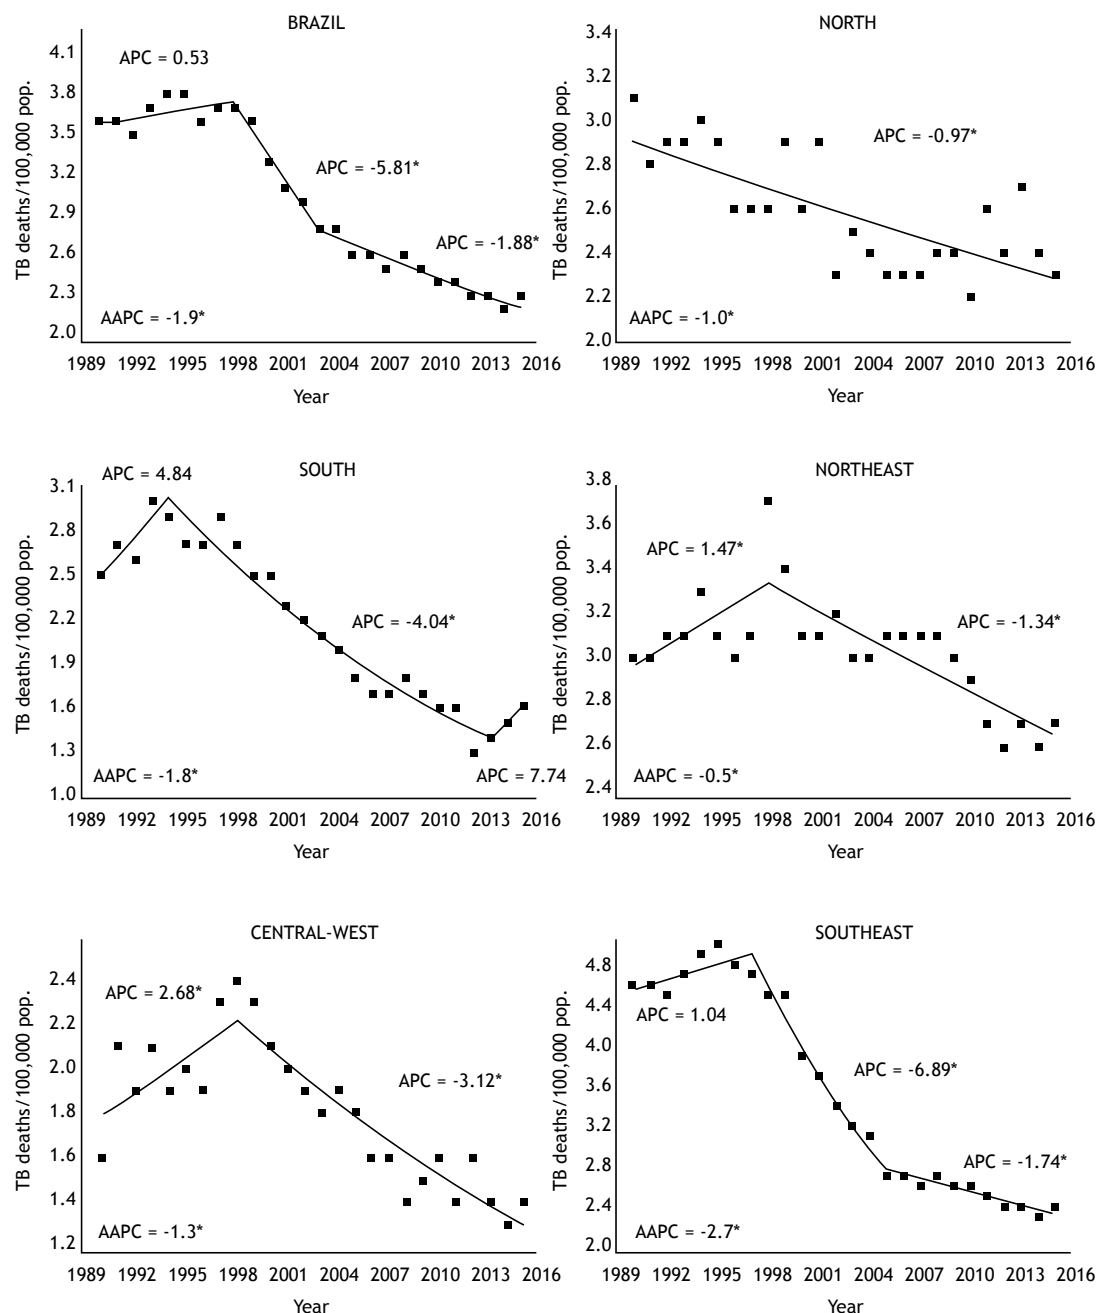 BRAZIL
TB deaths/100,000 pop.
4.1
3.8
3.5
3.2
2.9
2.6
2.3
2.0
APC = 0.53
APC = -5.81*
APC = -1.88*
AAPC = -1.9*
1989 1992 1995 1998 2001 2004 2007 2010 2013 2016
Year
NORTH
TB deaths/100,000 pop.
3.4
3.2
3.0
2.8
2.6
2.4
2.2
2.0
APC = -0.97*
AAPC = -1.0*
1989 1992 1995 1998 2001 2004 2007 2010 2013 2016
Year
SOUTH
TB deaths/100,000 pop.
3.1
2.8
2.5
2.2
1.9
1.6
1.3
1.0
APC = 4.84
APC = -4.04*
AAPC = -1.8*
APC = 7.74
1989 1992 1995 1998 2001 2004 2007 2010 2013 2016
Year
NORTHEAST
TB deaths/100,000 pop.
3.8
3.6
3.4
3.2
3.0
2.8
2.6
2.4
APC = 1.47*
APC = -1.34*
AAPC = -0.5*
1989 1992 1995 1998 2001 2004 2007 2010 2013 2016
Year
CENTRAL-WEST
TB deaths/100,000 pop.
2.4
2.2
2.0
1.8
1.6
1.4
1.2
APC = 2.68*
APC = -3.12*
AAPC = -1.3*
1989 1992 1995 1998 2001 2004 2007 2010 2013 2016
Year
SOUTHEAST
TB deaths/100,000 pop.
4.8
4.4
4.0
3.6
3.2
2.8
2.4
2.0
APC = 1.04
APC = -6.89*
APC = -1.74*
AAPC = -2.7*
1989 1992 1995 1998 2001 2004 2007 2010 2013 2016
Year